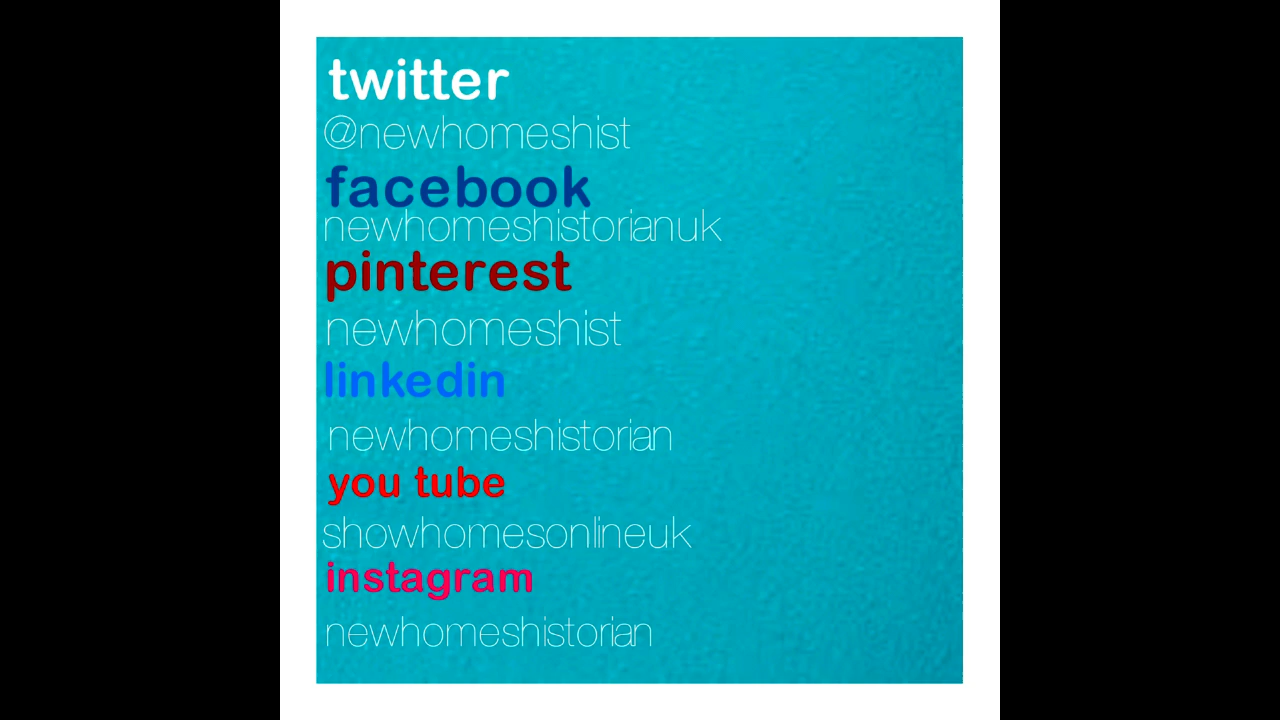 twitter
@newhomeshist
facebook
newhomeshistorianuk
pinterest
newhomeshist
linkedin
newhomeshistorian
you tube
showhomesonlineuk
instagram
newhomeshistorian